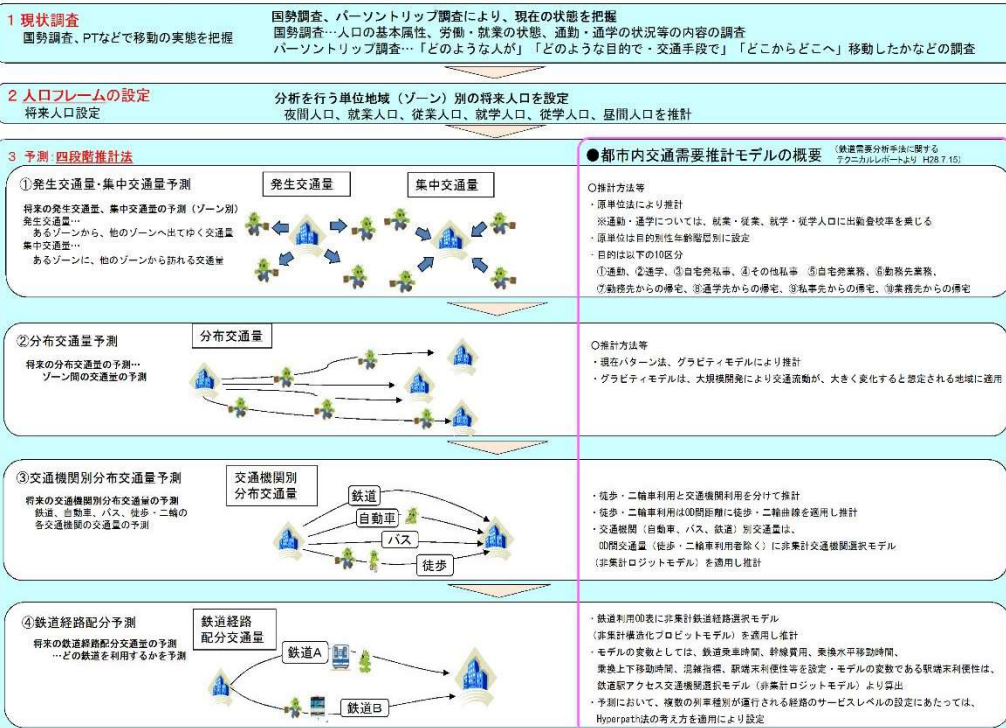 1 現状調査
国勢調査、PTなどで移動の実態を把握
国勢調査、パーソントリップ調査により、現在の状態を把握
国勢調査…人口の基本属性、労働・就業の状態、通勤・通学の状況等の内容の調査
パーソントリップ調査…「どのような人が」「どのような目的で・交通手段で」「どこからどこへ」移動したかなどの調査
2 人口フレームの設定
将来人口設定
分析を行う単位地域（ゾーン）別の将来人口を設定
夜間人口、就業人口、従業人口、就学人口、従学人口、昼間人口を推計
3 予測:四段階推計法
①発生交通量・集中交通量予測
発生交通量
集中交通量
将来の発生交通量、集中交通量の予測（ゾーン別）
発生交通量…
あるゾーンから、他のゾーンへ出てゆく交通量
集中交通量…
あるゾーンに、他のゾーンから訪れる交通量
●都市内交通需要推計モデルの概要
（鉄道需要分析手法に関する
テクニカルレポートより H28.7.15）
○推計方法等
・原単位法により推計
※通勤・通学については、就業・従業、就学・従学人口に出勤登校率を乗じる
・原単位は目的別性年齢階層別に設定
・目的は以下の10区分
①通勤、②通学、③自宅発私事、④その他私事 ⑤自宅発業務、⑥勤務先業務、
⑦勤務先からの帰宅、⑧通学先からの帰宅、⑨私事先からの帰宅、⑩業務先からの帰宅
②分布交通量予測
分布交通量
将来の分布交通量の予測…
ゾーン間の交通量の予測
○推計方法等
・現在パターン法、グラビティモデルにより推計
・グラビティモデルは、大規模開発により交通流動が、大きく変化すると想定される地域に適用
③交通機関別分布交通量予測
交通機関別
分布交通量
将来の交通機関別分布交通量の予測
鉄道、自動車、バス、徒歩・二輪の
各交通機関の交通量の予測
鉄道
自動車
バス
徒歩
・徒歩・二輪車利用と交通機関利用を分けて推計
・徒歩・二輪車利用はOD間距離に徒歩・二輪曲線を適用し推計
・交通機関（自動車、バス、鉄道）別交通量は、
OD間交通量（徒歩・二輪車利用者除く）に非集計交通機関選択モデル
（非集計ロジットモデル）を適用し推計
④鉄道経路配分予測
鉄道経路
配分交通量
将来の鉄道経路配分交通量の予測
…どの鉄道を利用するかを予測
鉄道A
鉄道B
・鉄道利用OD表に非集計鉄道経路選択モデル
（非集計構造化プロビットモデル）を適用し推計
・モデルの変数としては、鉄道乗車時間、幹線費用、乗換水平移動時間、
乗換上下移動時間、混雑指標、駅端末利便性等を設定・モデルの変数である駅端末利便性は、
鉄道駅アクセス交通機関選択モデル（非集計ロジットモデル）より算出
・予測において、複数の列車種別が運行される経路のサービスレベルの設定にあたっては、
Hyperpath法の考え方を適用により設定